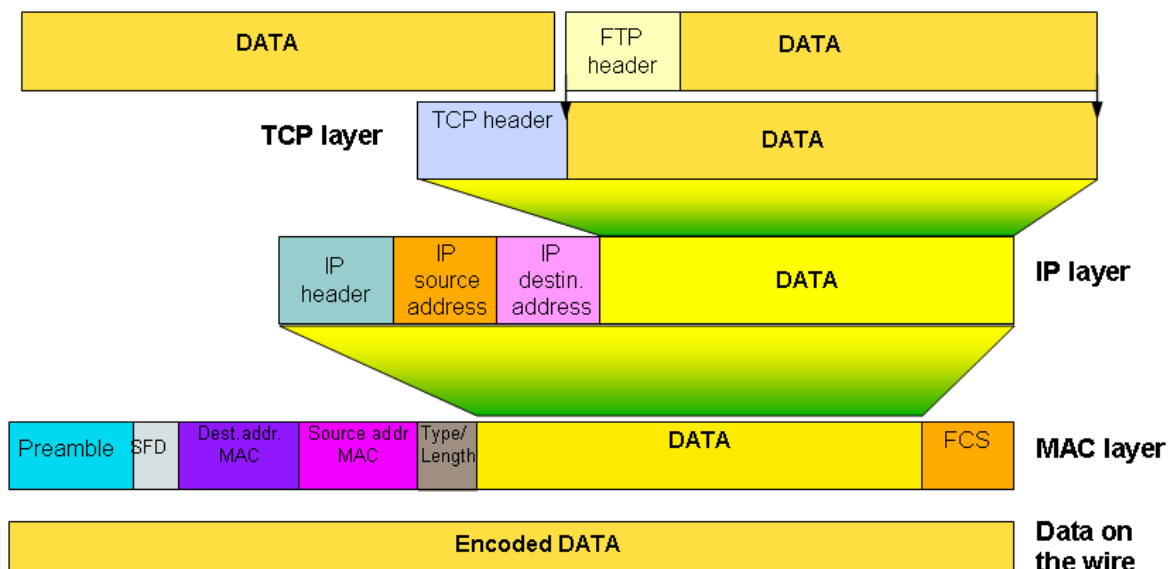 DATA
FTP
header
DATA
TCP layer
TCP header
DATA
IP
header
IP
source
address
IP
destin.
address
DATA
IP layer
Preamble
SFD
Dest.addr.
MAC
Source addr
MAC
Type/
Length
DATA
FCS
MAC layer
Encoded DATA
Data on
the wire